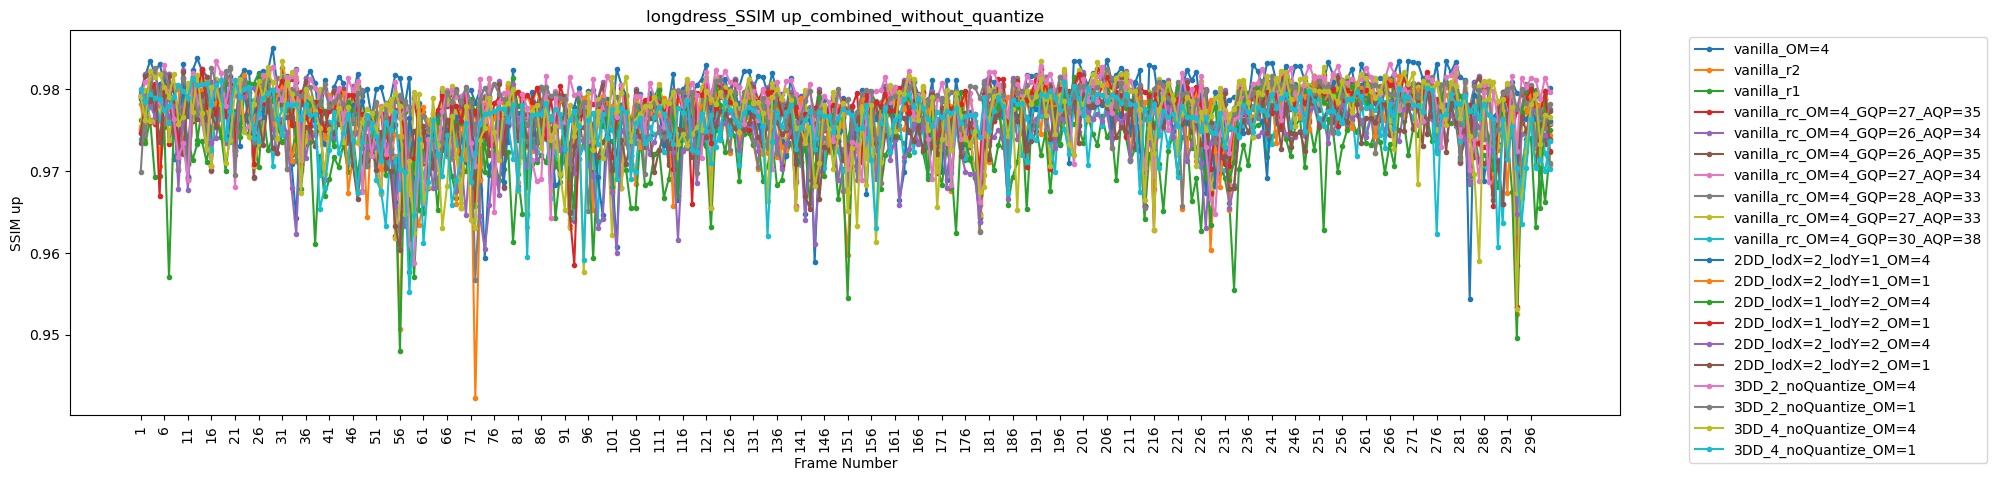 longdress_SSIM up_combined_without_quantize
SSIM up
0.98
0.97
0.96
0.95
1 6 11 16 21 26 31 36 41 46 51 56 61 66 71 76 81 86 91 96 101 106 111 116 121 126 131 136 141 146 151 156 161 166 171 176 181 186 191 196 201 206 211 216 221 226 231 236 241 246 251 256 261 266 271 276 281 286 291 296
Frame Number
vanilla_OM=4
vanilla_r2
vanilla_r1
vanilla_rc_OM=4_GQP=27_AQP=35
vanilla_rc_OM=4_GQP=26_AQP=34
vanilla_rc_OM=4_GQP=26_AQP=35
vanilla_rc_OM=4_GQP=27_AQP=34
vanilla_rc_OM=4_GQP=28_AQP=33
vanilla_rc_OM=4_GQP=27_AQP=33
vanilla_rc_OM=4_GQP=30_AQP=38
2DD_lodX=2_lodY=1_OM=4
2DD_lodX=2_lodY=1_OM=1
2DD_lodX=1_lodY=2_OM=4
2DD_lodX=1_lodY=2_OM=1
2DD_lodX=2_lodY=2_OM=4
2DD_lodX=2_lodY=2_OM=1
3DD_2_noQuantize_OM=4
3DD_2_noQuantize_OM=1
3DD_4_noQuantize_OM=4
3DD_4_noQuantize_OM=1